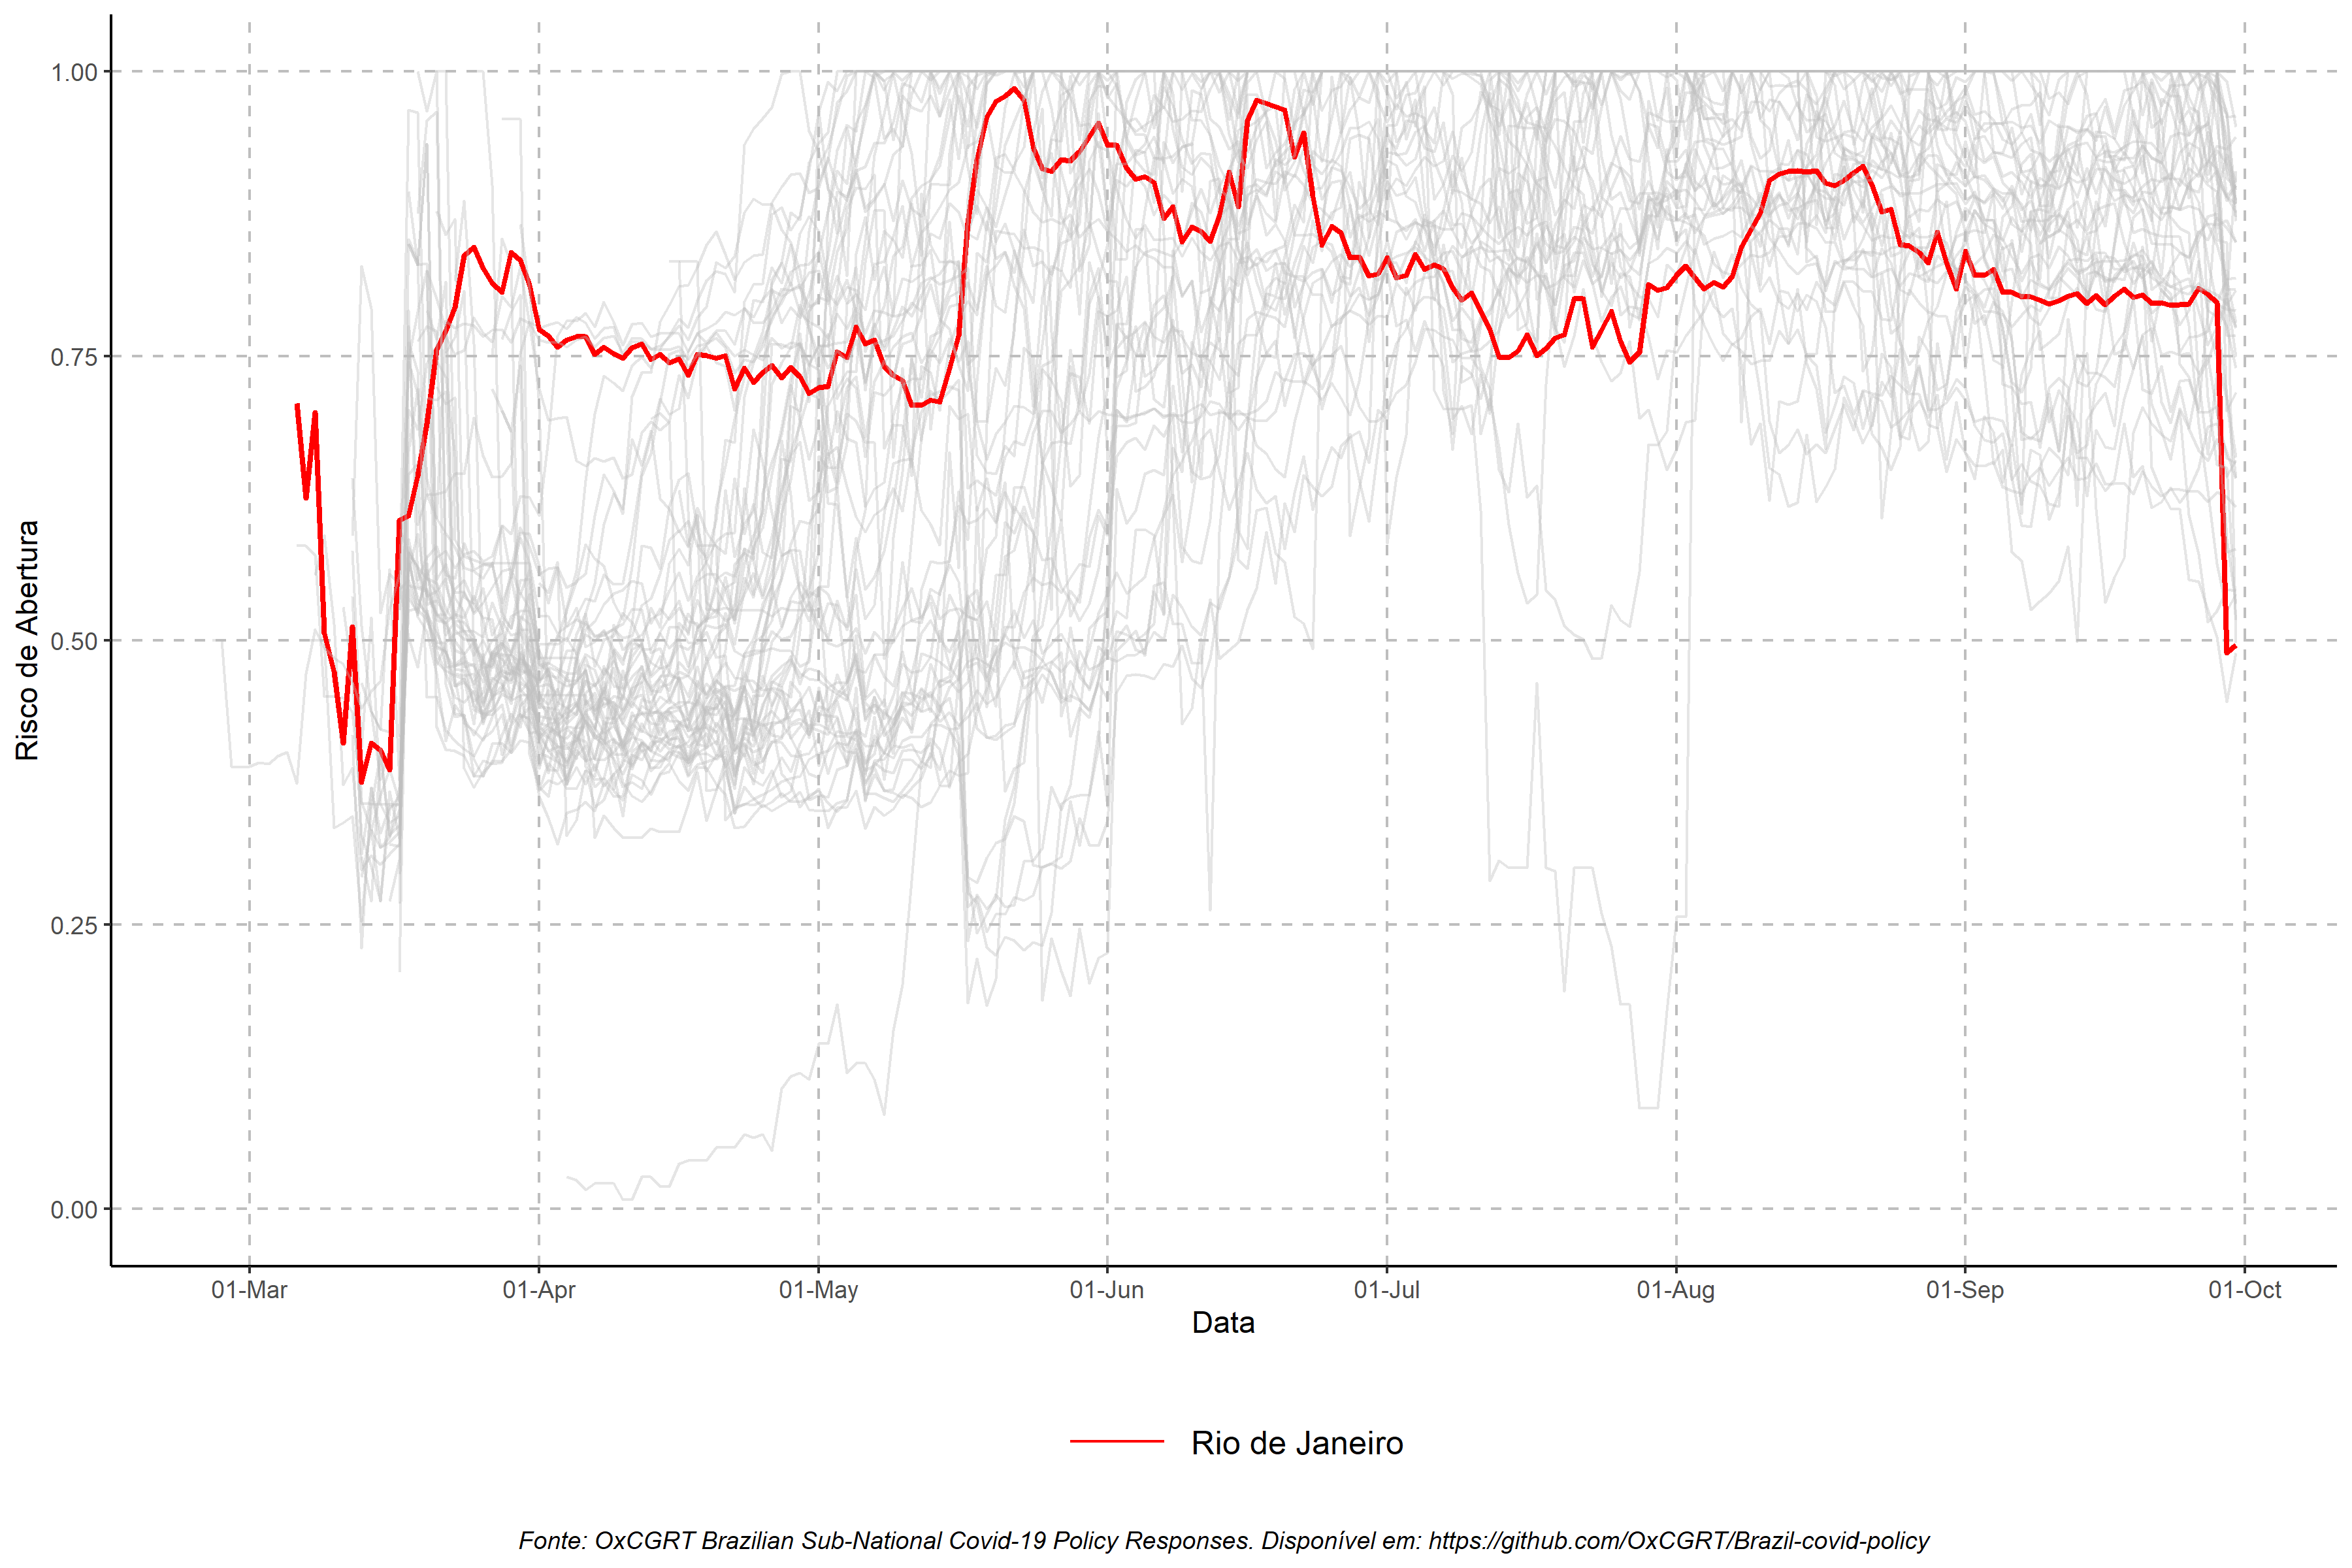 Risco de Abertura
1.00
0.75
0.50
0.25
0.00
01-Mar 01-Apr 01-May 01-Jun 01-Jul 01-Aug 01-Sep 01-Oct
Data
Rio de Janeiro
Fonte: OxCGRT Brazilian Sub-National Covid-19 Policy Responses. Disponível em: https://github.com/OxCGRT/Brazil-covid-policy